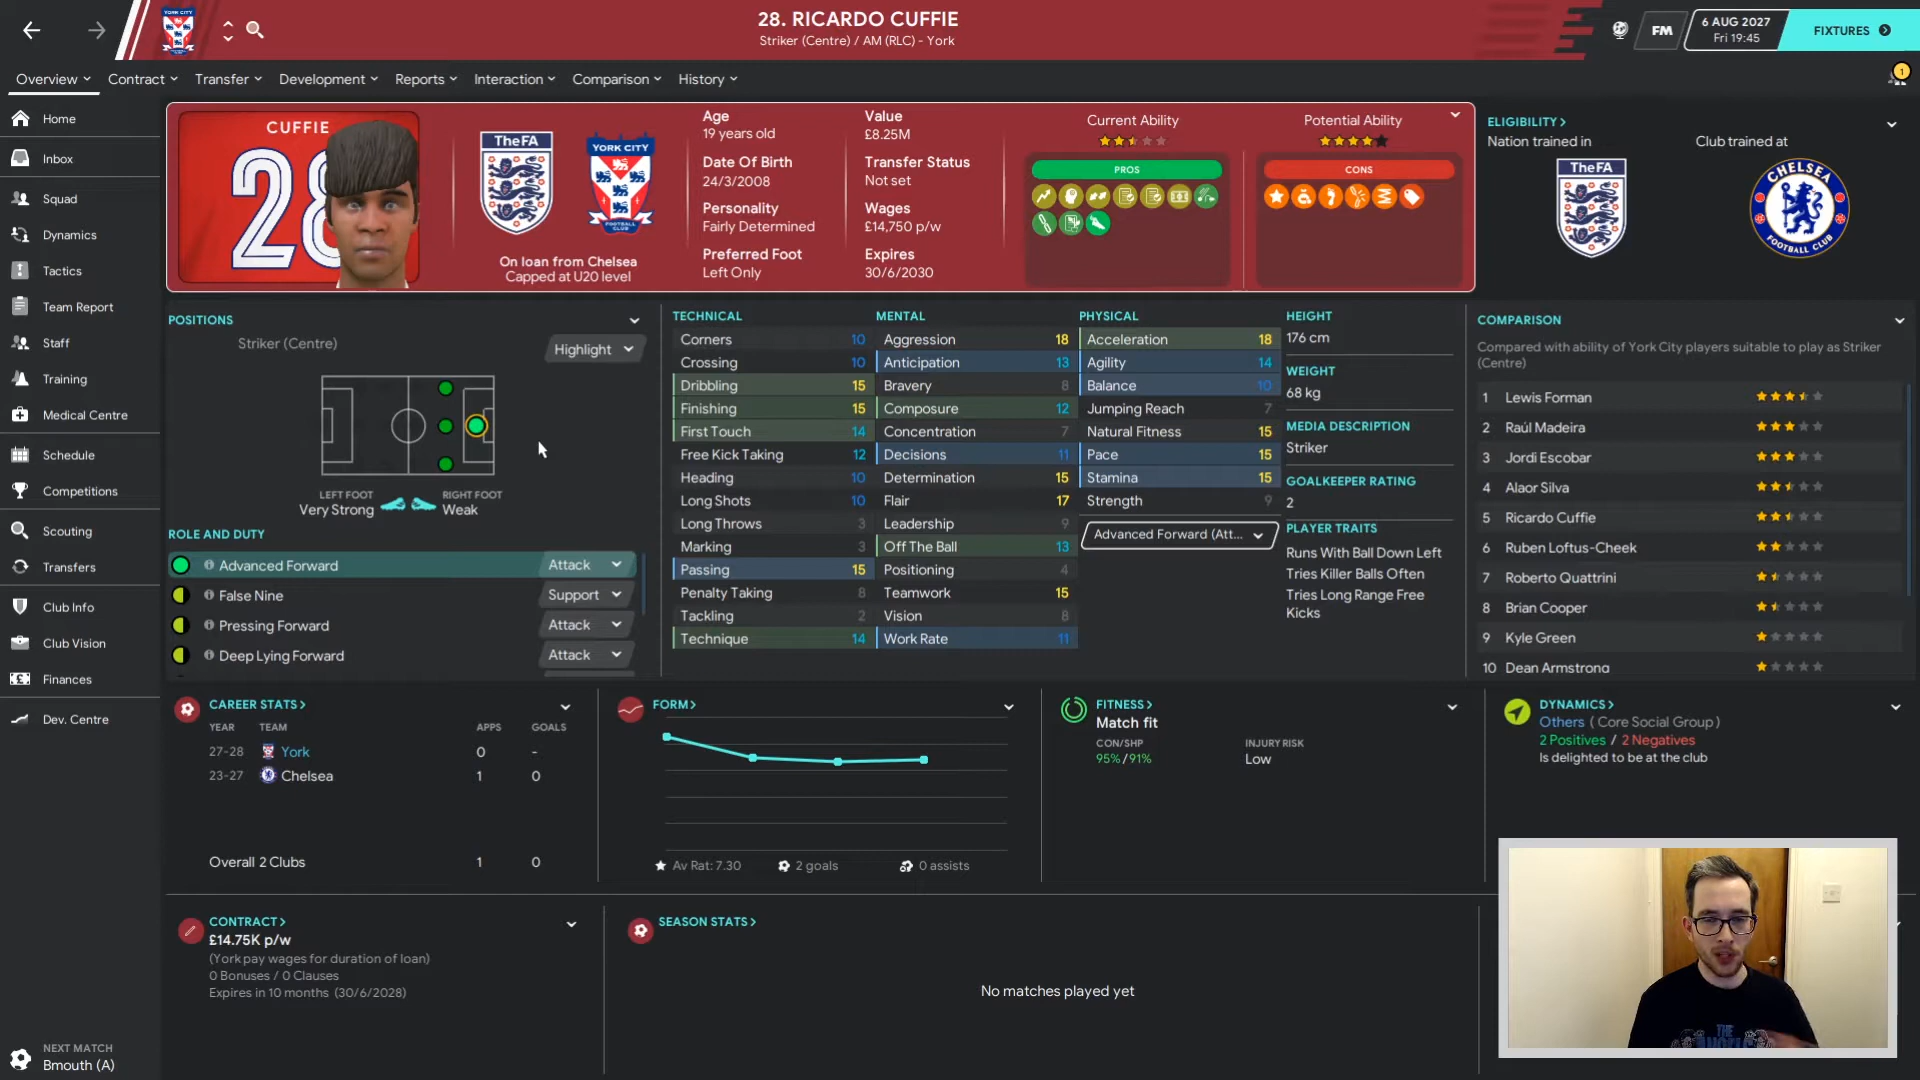 28. RICARDO CUFFIE
Striker (Centre) / AM (RLC) - York
FM
6 AUG 2027
Fri 19:45
FIXTURES
Overview
Contract
Transfer
Development
Reports
Interaction
Comparison
History
1
Home
Inbox
Squad
Dynamics
Tactics
Team Report
Staff
Training
Medical Centre
Schedule
Competitions
Scouting
Transfers
Club Info
Club Vision
Finances
Dev. Centre
NEXT MATCH
Bmouth (A)
CUFFIE
28
The FA
YORK CITY
FOOTBALL CLUB
On loan from Chelsea
Capped at U20 level
Age
19 years old
Date Of Birth
24/3/2008
Personality
Fairly Determined
Preferred Foot
Left Only
Value
£8.25M
Transfer Status
Not set
Wages
£14,750 p/w
Expires
30/6/2030
Current Ability
PROS
Potential Ability
CONS
ELIGIBILITY >
Nation trained in
The FA
Club trained at
CHELSEA
FOOTBALL CLUB
POSITIONS
Striker (Centre)
Highlight
LEFT FOOT
Very Strong
RIGHT FOOT
Weak
ROLE AND DUTY
Advanced Forward Attack
False Nine Support
Pressing Forward Attack
Deep Lying Forward Attack
TECHNICAL
Corners 10
Crossing 10
Dribbling 15
Finishing 15
First Touch 14
Free Kick Taking 12
Heading 10
Long Shots 10
Long Throws 3
Marking 3
Passing 15
Penalty Taking 8
Tackling 2
Technique 14
MENTAL
Aggression 18
Anticipation 13
Bravery 8
Composure 12
Concentration 7
Decisions 11
Determination 15
Flair 17
Leadership 9
Off The Ball 13
Positioning 4
Teamwork 15
Vision 8
Work Rate 11
PHYSICAL
Acceleration 18
Agility 14
Balance 10
Jumping Reach 7
Natural Fitness 15
Pace 15
Stamina 15
Strength 9
Advanced Forward (Att...
HEIGHT
176 cm
WEIGHT
68 kg
MEDIA DESCRIPTION
Striker
GOALKEEPER RATING
2
PLAYER TRAITS
Runs With Ball Down Left
Tries Killer Balls Often
Tries Long Range Free
Kicks
COMPARISON
Compared with ability of York City players suitable to play as Striker
(Centre)
1 Lewis Forman
2 Raúl Madeira
3 Jordi Escobar
4 Alaor Silva
5 Ricardo Cuffie
6 Ruben Loftus-Cheek
7 Roberto Quattrini
8 Brian Cooper
9 Kyle Green
10 Dean Armstrong
CAREER STATS >
YEAR TEAM APPS GOALS
27-28 York 0 -
23-27 Chelsea 1 0
Overall 2 Clubs 1 0
FORM >
Av Rat: 7.30
2 goals
0 assists
FITNESS >
Match fit
CON/SHP
95%/91%
INJURY RISK
Low
DYNAMICS >
Others ( Core Social Group )
2 Positives / 2 Negatives
Is delighted to be at the club
CONTRACT >
£14.75K p/w
(York pay wages for duration of loan)
0 Bonuses / 0 Clauses
Expires in 10 months (30/6/2028)
SEASON STATS >
No matches played yet
THE